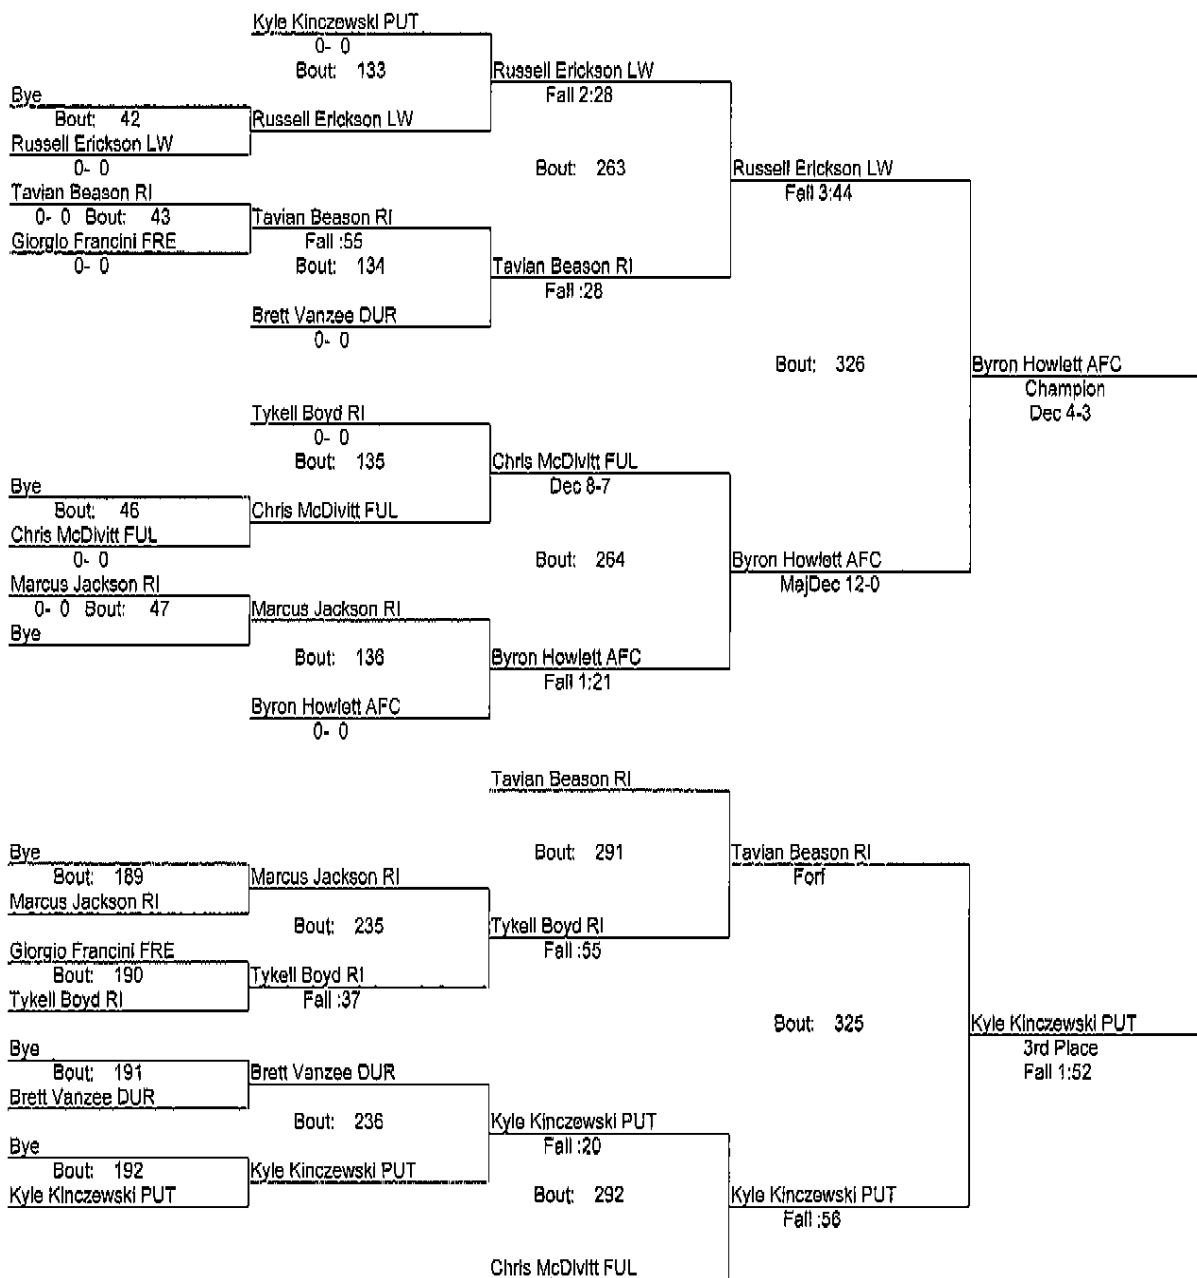 Kyle Kinczewski PUT
0- 0
Bout: 133
Russell Erickson LW
Fall 2:28
Bye
Bout: 42
Russell Erickson LW
Russell Erickson LW
0- 0
Bout: 263
Russell Erickson LW
Fall 3:44
Tavian Beason RI
0- 0 Bout: 43
Tavian Beason RI
Giorgio Francini FRE
Fall :55
0- 0
Bout: 134
Tavian Beason RI
Fall :28
Brett Vanzee DUR
0- 0
Bout: 326
Byron Howlett AFC
Champion
Dec 4-3
Tykell Boyd RI
0- 0
Bout: 135
Chris McDivitt FUL
Dec 8-7
Bye
Bout: 46
Chris McDivitt FUL
Chris McDivitt FUL
0- 0
Bout: 264
Byron Howlett AFC
MajDec 12-0
Marcus Jackson RI
0- 0 Bout: 47
Marcus Jackson RI
Bye
Bout: 136
Byron Howlett AFC
Fall 1:21
Byron Howlett AFC
0- 0
Tavian Beason RI
Bout: 291
Tavian Beason RI
Forf
Bye
Bout: 189
Marcus Jackson RI
Marcus Jackson RI
Bout: 235
Tykell Boyd RI
Fall :55
Giorgio Francini FRE
Bout: 190
Tykell Boyd RI
Tykell Boyd RI
Fall :37
Bout: 325
Kyle Kinczewski PUT
3rd Place
Fall 1:52
Bye
Bout: 191
Brett Vanzee DUR
Brett Vanzee DUR
Bout: 236
Kyle Kinczewski PUT
Fall :20
Bye
Bout: 192
Kyle Kinczewski PUT
Kyle Kinczewski PUT
Bout: 292
Kyle Kinczewski PUT
Fall :56
Chris McDivitt FUL